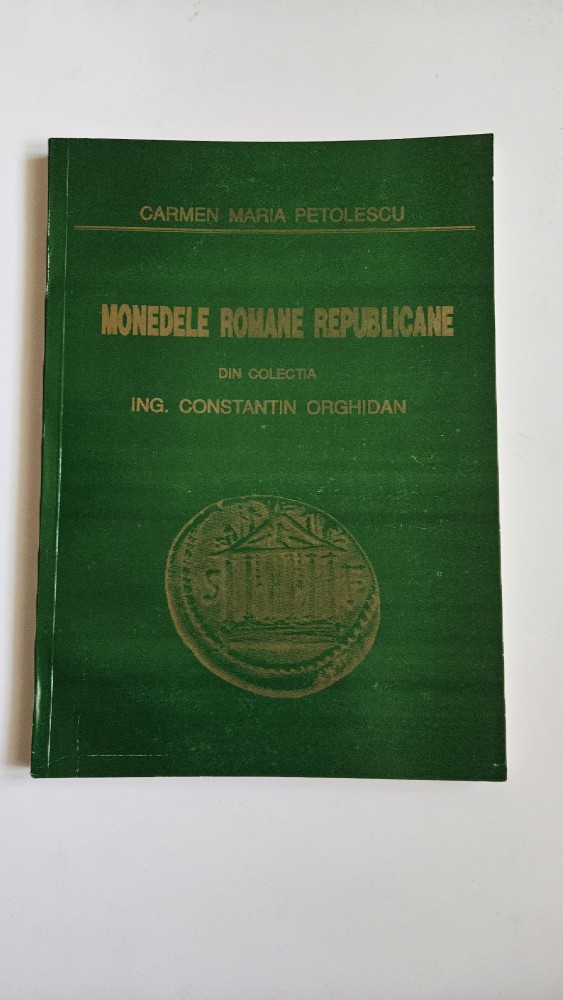 CARMEN MARIA PETOLESCU
MONEDELE ROMANE REPUBLICANE
DIN COLECTIA
ING. CONSTANTIN ORGHIDAN
S